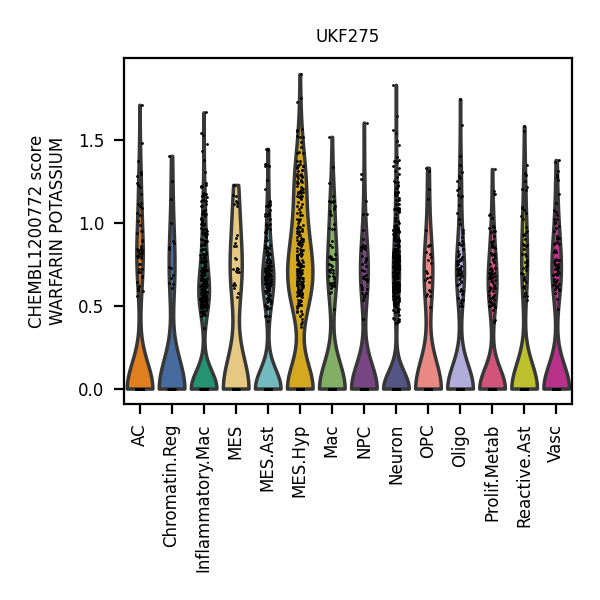 UKF275
CHEMBL1200772 score
WARFARIN POTASSIUM
1.5
1.0
0.5
0.0
AC
Chromatin.Reg
Inflammatory.Mac
MES
MES.Ast
MES.Hyp
Mac
NPC
Neuron
OPC
Oligo
Prolif.Metab
Reactive.Ast
Vasc